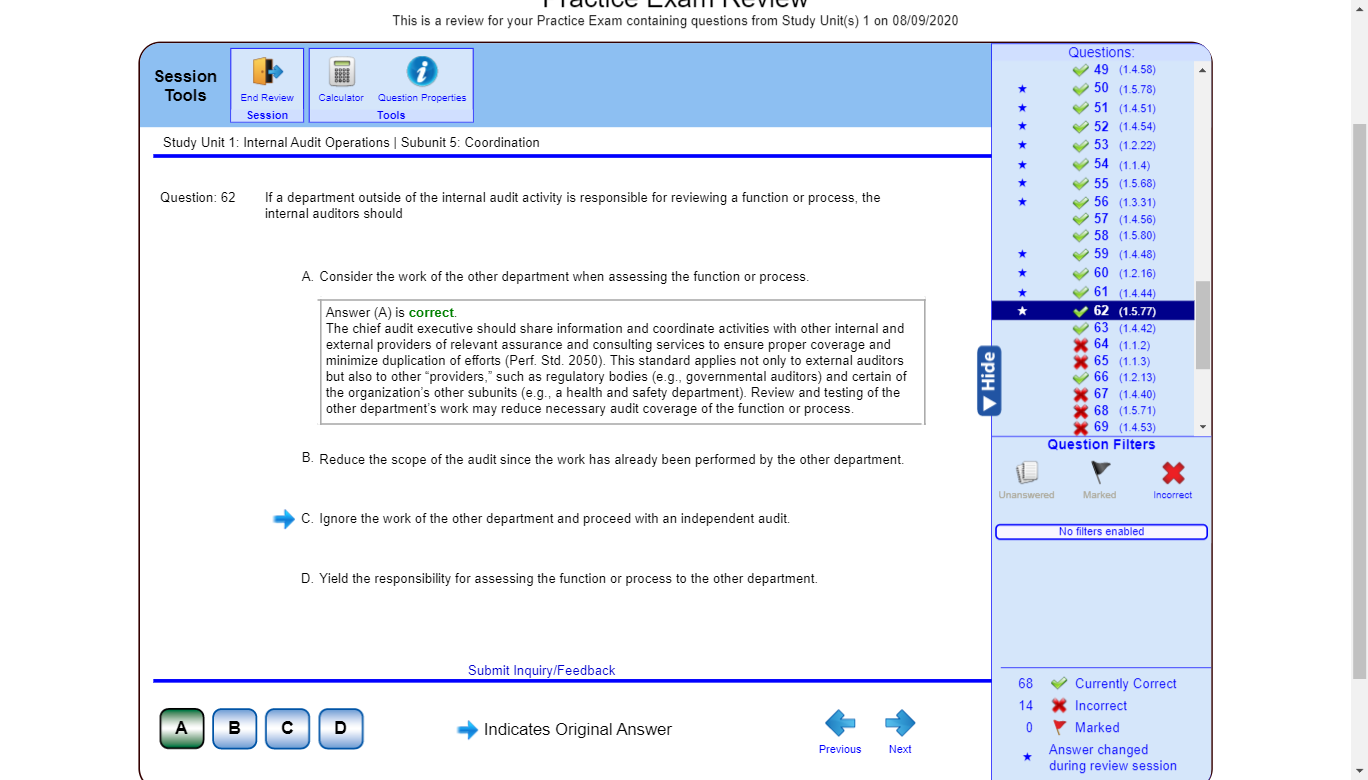 Practice Exam Review
This is a review for your Practice Exam containing questions from Study Unit(s) 1 on 08/09/2020
Session Tools
End Review
Session
Calculator
Question Properties
Tools
Study Unit 1: Internal Audit Operations | Subunit 5: Coordination
Question: 62
If a department outside of the internal audit activity is responsible for reviewing a function or process, the
internal auditors should
A. Consider the work of the other department when assessing the function or process.
Answer (A) is correct.
The chief audit executive should share information and coordinate activities with other internal and
external providers of relevant assurance and consulting services to ensure proper coverage and
minimize duplication of efforts (Perf. Std. 2050). This standard applies not only to external auditors
but also to other “providers,” such as regulatory bodies (e.g., governmental auditors) and certain of
the organization’s other subunits (e.g., a health and safety department). Review and testing of the
other department’s work may reduce necessary audit coverage of the function or process.
B. Reduce the scope of the audit since the work has already been performed by the other department.
C. Ignore the work of the other department and proceed with an independent audit.
D. Yield the responsibility for assessing the function or process to the other department.
Submit Inquiry/Feedback
A B C D
Indicates Original Answer
Previous
Next
Hide
Questions:
49 (1.4.58)
50 (1.5.78)
51 (1.4.51)
52 (1.4.54)
53 (1.2.22)
54 (1.1.4)
55 (1.5.68)
56 (1.3.31)
57 (1.4.56)
58 (1.5.80)
59 (1.4.48)
60 (1.2.16)
61 (1.4.44)
62 (1.5.77)
63 (1.4.42)
64 (1.1.2)
65 (1.1.3)
66 (1.2.13)
67 (1.4.40)
68 (1.5.71)
69 (1.4.53)
Question Filters
Unanswered
Marked
Incorrect
No filters enabled
68 Currently Correct
14 Incorrect
0 Marked
Answer changed
during review session